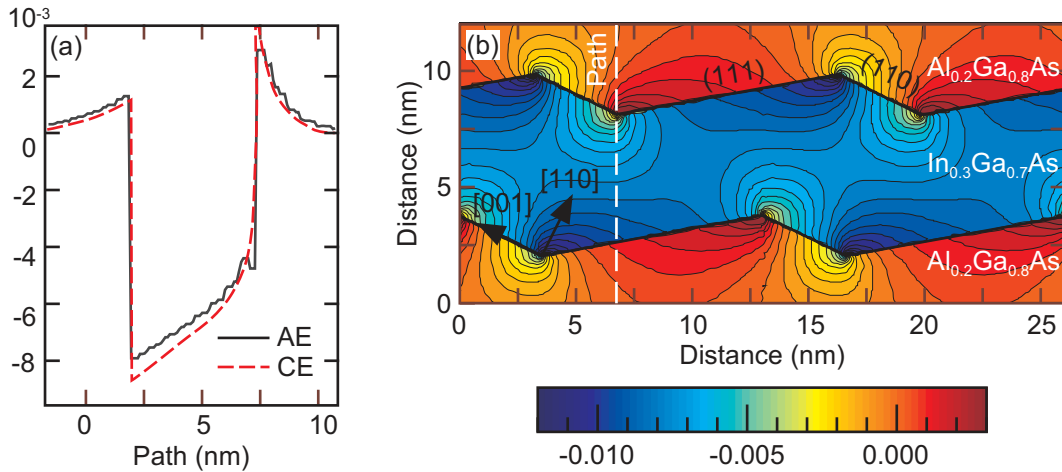 10⁻³
(a)
2
0
-2
-4
-6
-8
AE
CE
0
5
10
Path (nm)
(b)
Path
(111)
(110)
Al₀.₂Ga₀.₈As
In₀.₃Ga₀.₇As
[001]
[110]
Al₀.₂Ga₀.₈As
10
5
0
Distance (nm)
0
5
10
15
20
25
Distance (nm)
-0.010
-0.005
0.000